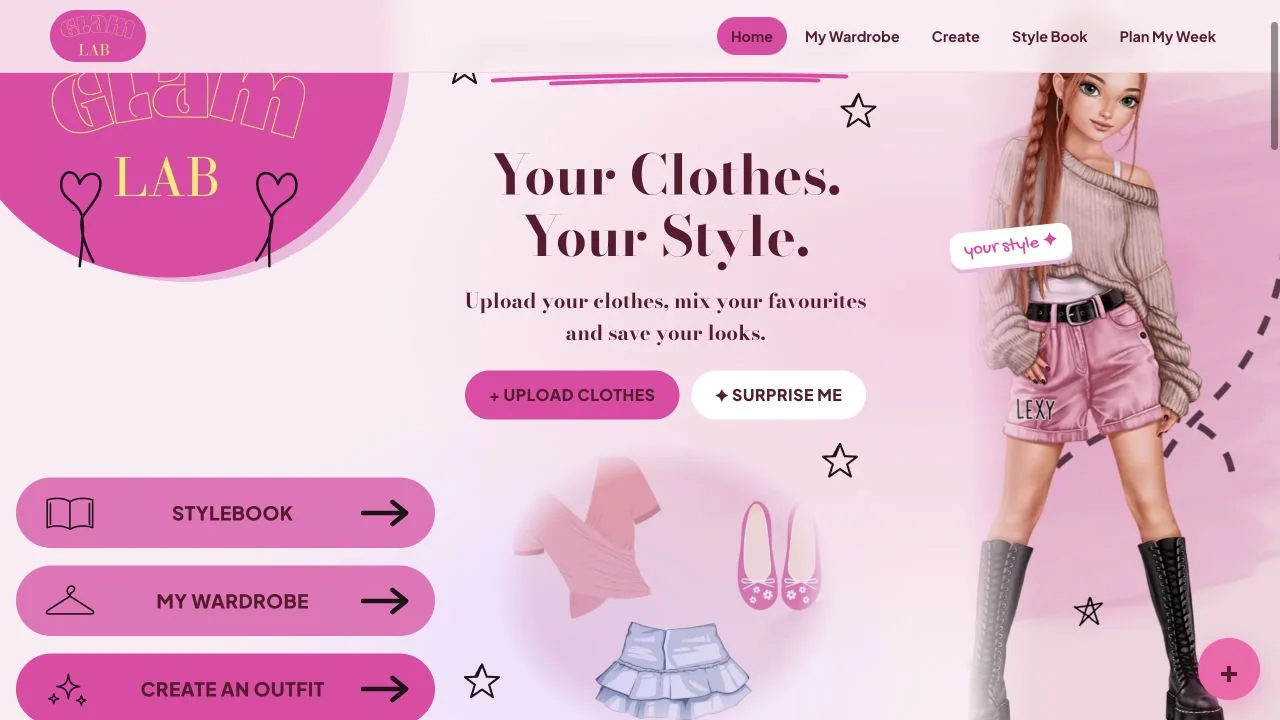 Glam
LAB
Home
My Wardrobe
Create
Style Book
Plan My Week
Glam
LAB
Your Clothes.
Your Style.
Upload your clothes, mix your favourites
and save your looks.
+ UPLOAD CLOTHES
✦ SURPRISE ME
your style ✦
LEXY
STYLEBOOK
MY WARDROBE
CREATE AN OUTFIT
+